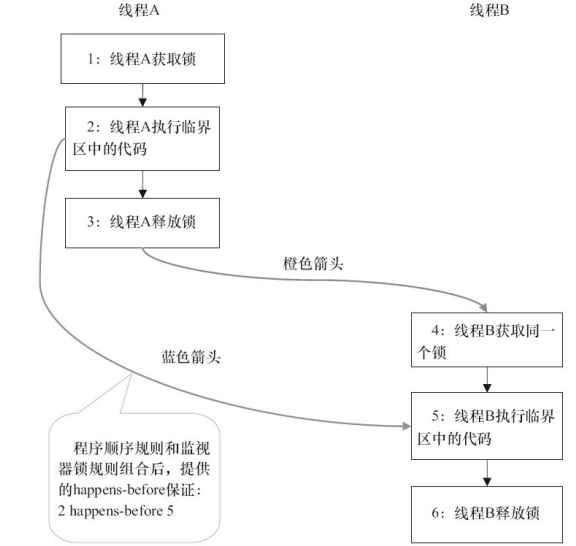 线程A
线程B
1：线程A获取锁
2：线程A执行临界
区中的代码
3：线程A释放锁
橙色箭头
4：线程B获取同一
个锁
蓝色箭头
5：线程B执行临界
区中的代码
程序顺序规则和监视
器锁规则组合后，提供
的happens-before保证：
2 happens-before 5
6：线程B释放锁